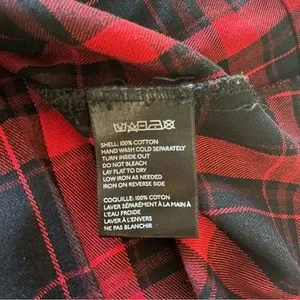 SHELL: 100% COTTON
HAND WASH COLD SEPARATELY
TURN INSIDE OUT
DO NOT BLEACH
LAY FLAT TO DRY
LOW IRON AS NEEDED
IRON ON REVERSE SIDE
COQUILLE: 100% COTON
LAVER SÉPARÉMENT À LA MAIN À
L'EAU FROIDE
LAVER À L'ENVERS
NE PAS BLANCHIR